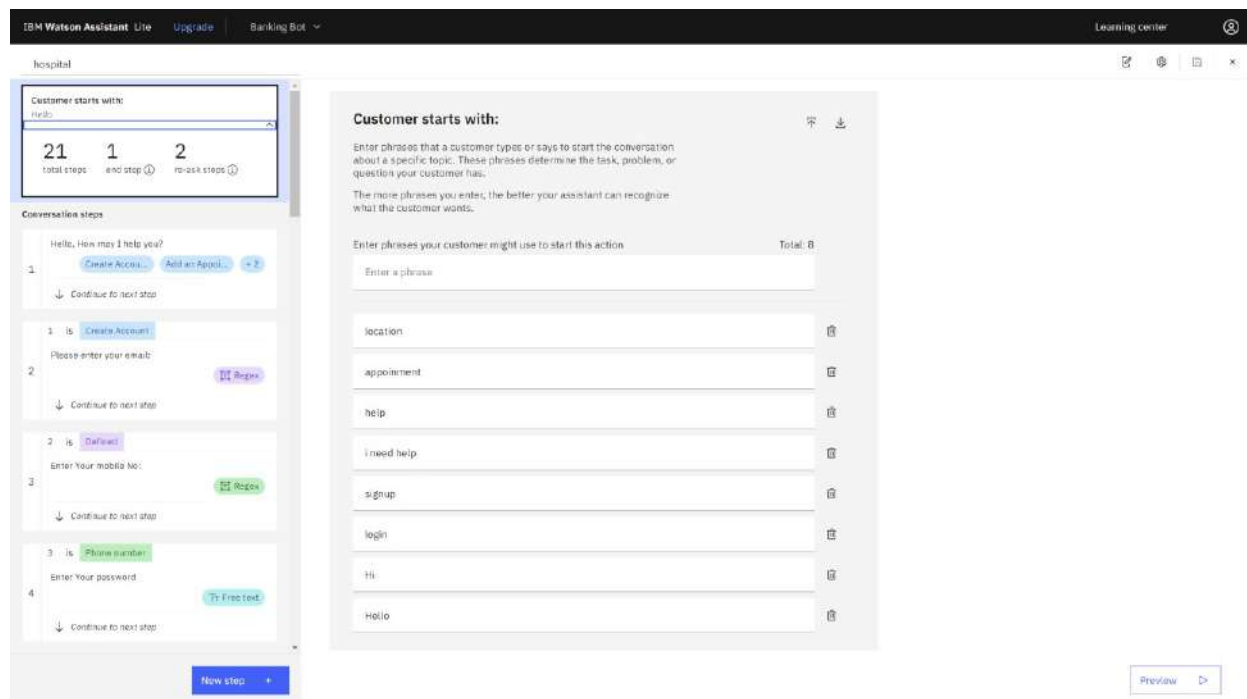 IBM Watson Assistant Lite Upgrade Banking Bot Learning center
hospital
Customer starts with:
Hello
21 1 2
total steps end step re-ask steps
Conversation steps
1
Hello, How may I help you?
Create Accou... Add an Appoi... + 2
Continue to next step
2
1 is Create Account
Please enter your email:
Regex
Continue to next step
3
2 is Defined
Enter Your mobile No:
Regex
Continue to next step
4
3 is Phone number
Enter Your password
Free text
Continue to next step
New step +
Customer starts with:
Enter phrases that a customer types or says to start the conversation
about a specific topic. These phrases determine the task, problem, or
question your customer has.
The more phrases you enter, the better your assistant can recognize
what the customer wants.
Enter phrases your customer might use to start this action Total: 8
Enter a phrase
location
appoinment
help
i need help
signup
login
Hi
Hello
Preview